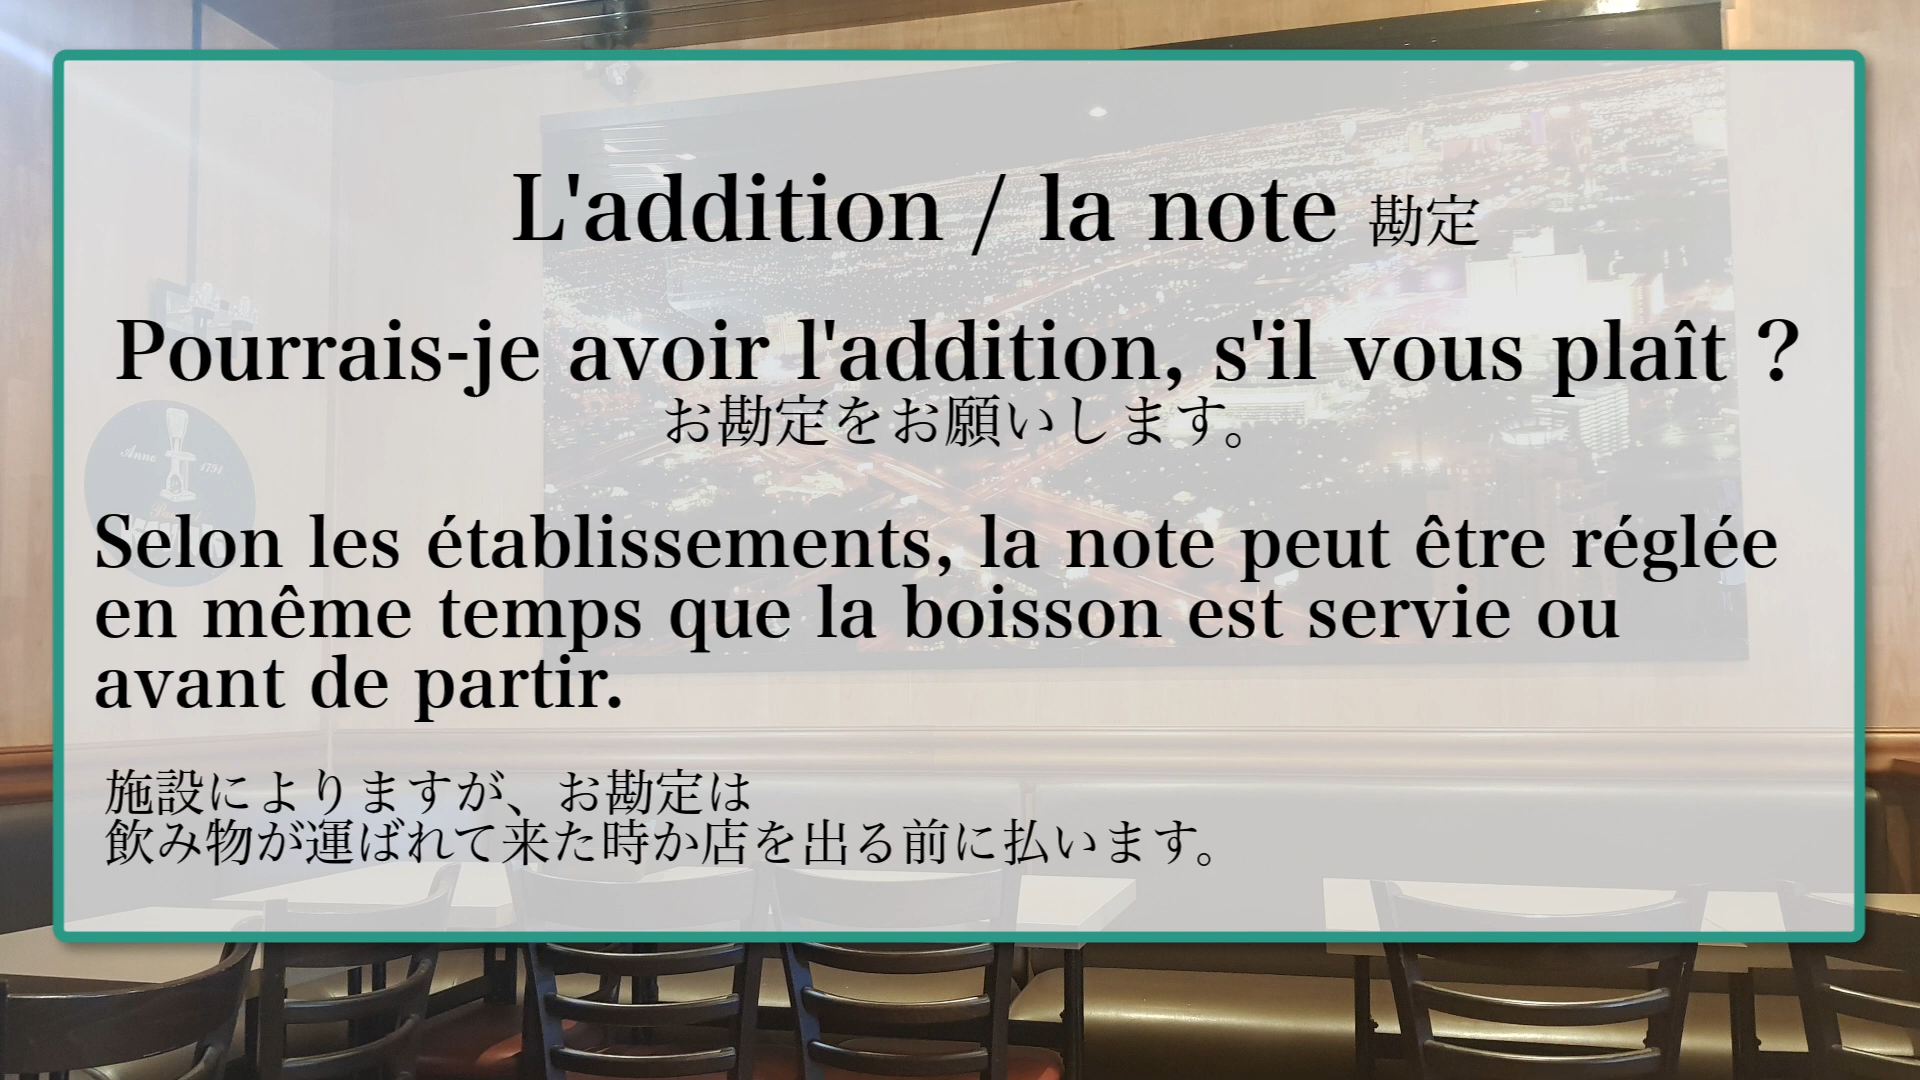 L'addition / la note 勘定
Pourrais-je avoir l'addition, s'il vous plaît ?
お勘定をお願いします。
Anno 1791
Selon les établissements, la note peut être réglée
en même temps que la boisson est servie ou
avant de partir.
施設によりますが、お勘定は
飲み物が運ばれて来た時か店を出る前に払います。